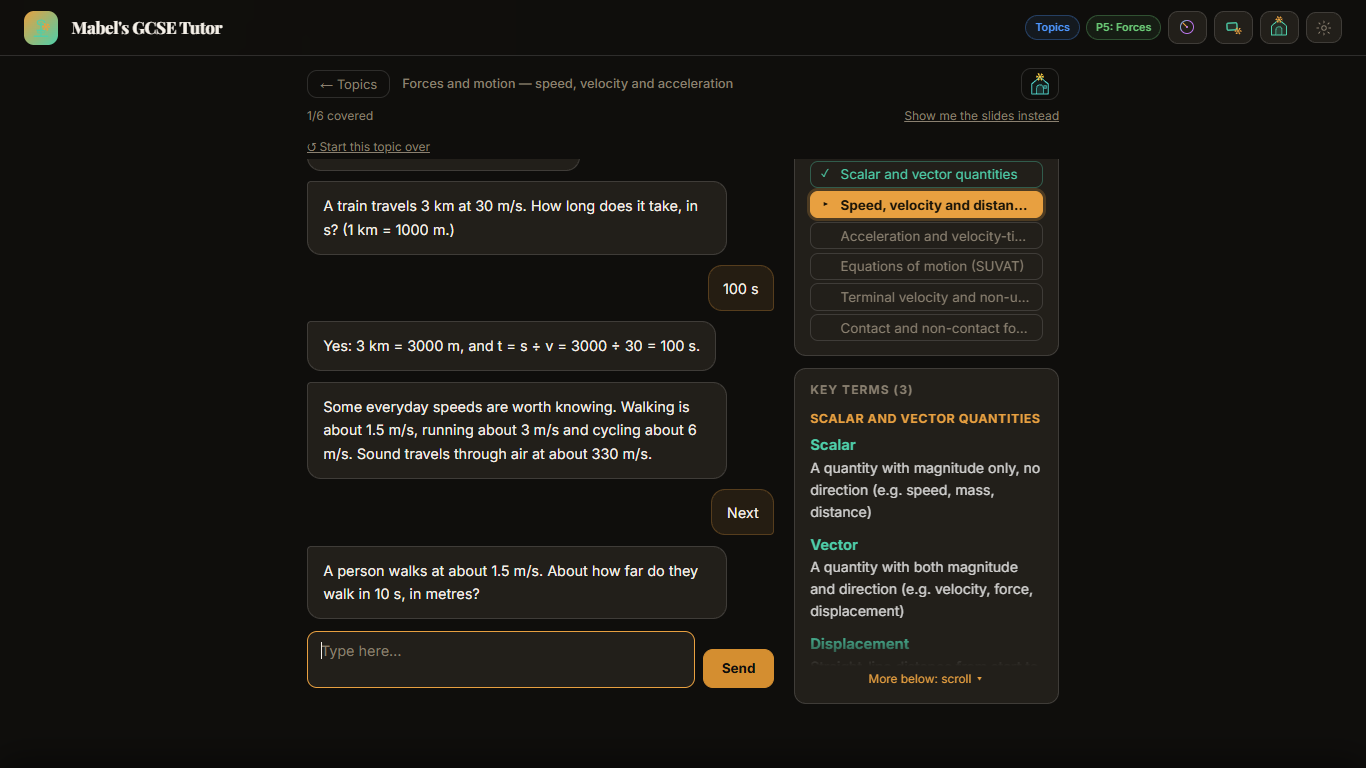 Mabel's GCSE Tutor
Topics
P5: Forces
← Topics
Forces and motion — speed, velocity and acceleration
1/6 covered
Show me the slides instead
↺ Start this topic over
A train travels 3 km at 30 m/s. How long does it take, in
s? (1 km = 1000 m.)
100 s
Yes: 3 km = 3000 m, and t = s ÷ v = 3000 ÷ 30 = 100 s.
Some everyday speeds are worth knowing. Walking is
about 1.5 m/s, running about 3 m/s and cycling about 6
m/s. Sound travels through air at about 330 m/s.
Next
A person walks at about 1.5 m/s. About how far do they
walk in 10 s, in metres?
Type here...
Send
✓ Scalar and vector quantities
‣ Speed, velocity and distan...
Acceleration and velocity-ti...
Equations of motion (SUVAT)
Terminal velocity and non-u...
Contact and non-contact fo...
KEY TERMS (3)
SCALAR AND VECTOR QUANTITIES
Scalar
A quantity with magnitude only, no
direction (e.g. speed, mass,
distance)
Vector
A quantity with both magnitude
and direction (e.g. velocity, force,
displacement)
Displacement
More below: scroll ▾